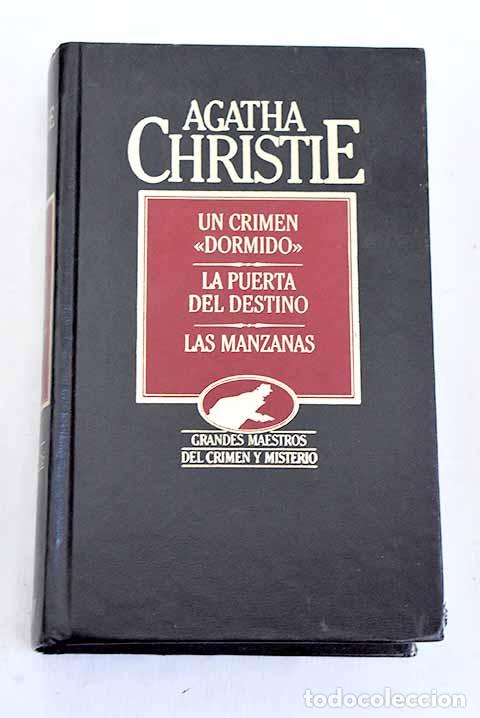 AGATHA
CHRISTIE
UN CRIMEN
«DORMIDO»
LA PUERTA
DEL DESTINO
LAS MANZANAS
GRANDES MAESTROS
DEL CRIMEN Y MISTERIO
todocoleccion